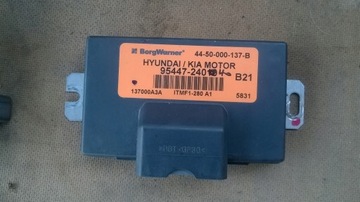 BorgWarner 44-50-000-137-B
HYUNDAI / KIA MOTOR
B21
137000A3A ITMF1-280 A1 5831